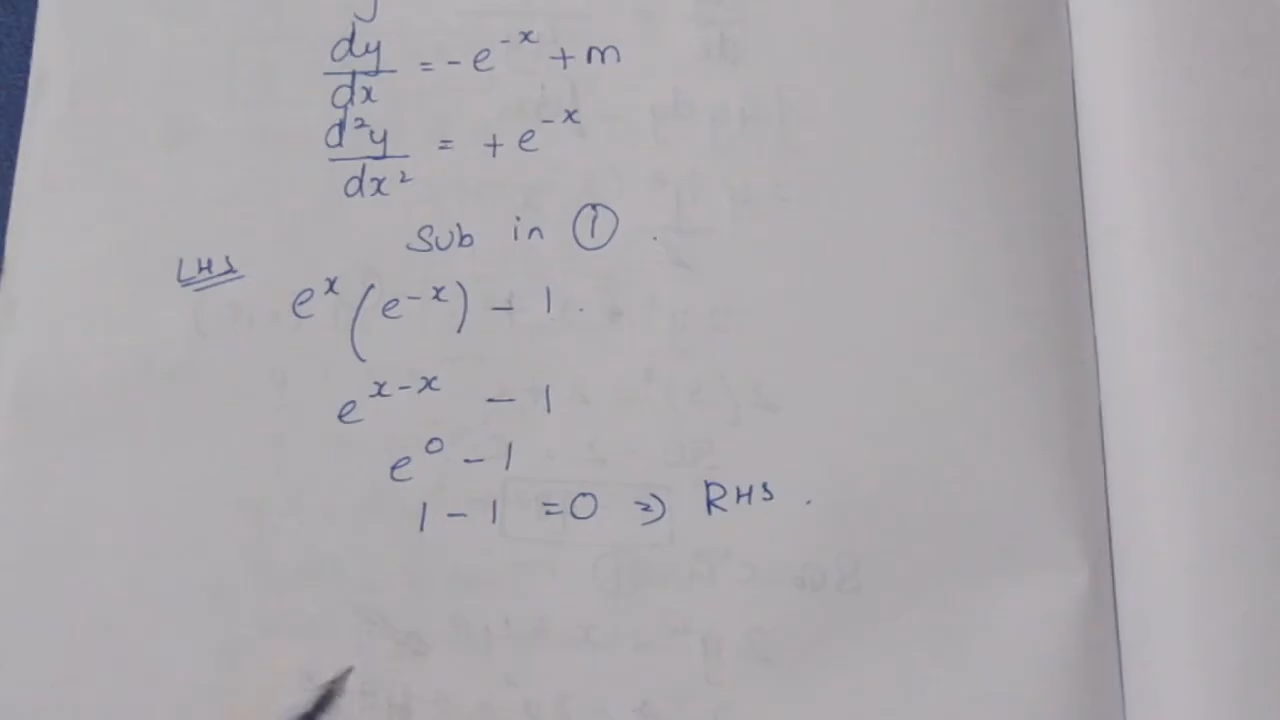 dy/dx = -e^-x + m
d²y/dx² = +e^-x
Sub in ① .
LHS
e^x (e^-x) - 1 .
e^x-x - 1
e^0 - 1
1 - 1 = 0 ⇒ RHS .